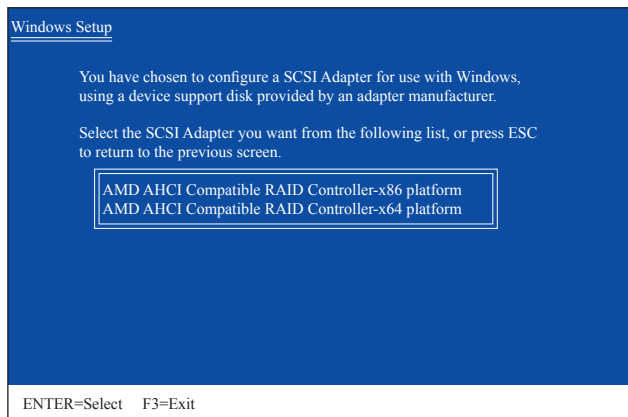 Windows Setup
You have chosen to configure a SCSI Adapter for use with Windows,
using a device support disk provided by an adapter manufacturer.
Select the SCSI Adapter you want from the following list, or press ESC
to return to the previous screen.
AMD AHCI Compatible RAID Controller-x86 platform
AMD AHCI Compatible RAID Controller-x64 platform
ENTER=Select F3=Exit